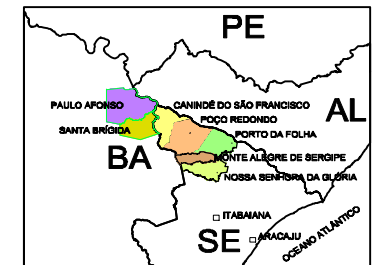 PE
AL
PAULO AFONSO
CANINDÉ DO SÃO FRANCISCO
POÇO REDONDO
SANTA BRÍGIDA
PORTO DA FOLHA
BA
MONTE ALEGRE DE SERGIPE
NOSSA SENHORA DA GLÓRIA
ITABAIANA
SE
ARACAJU
OCEANO ATLÂNTICO